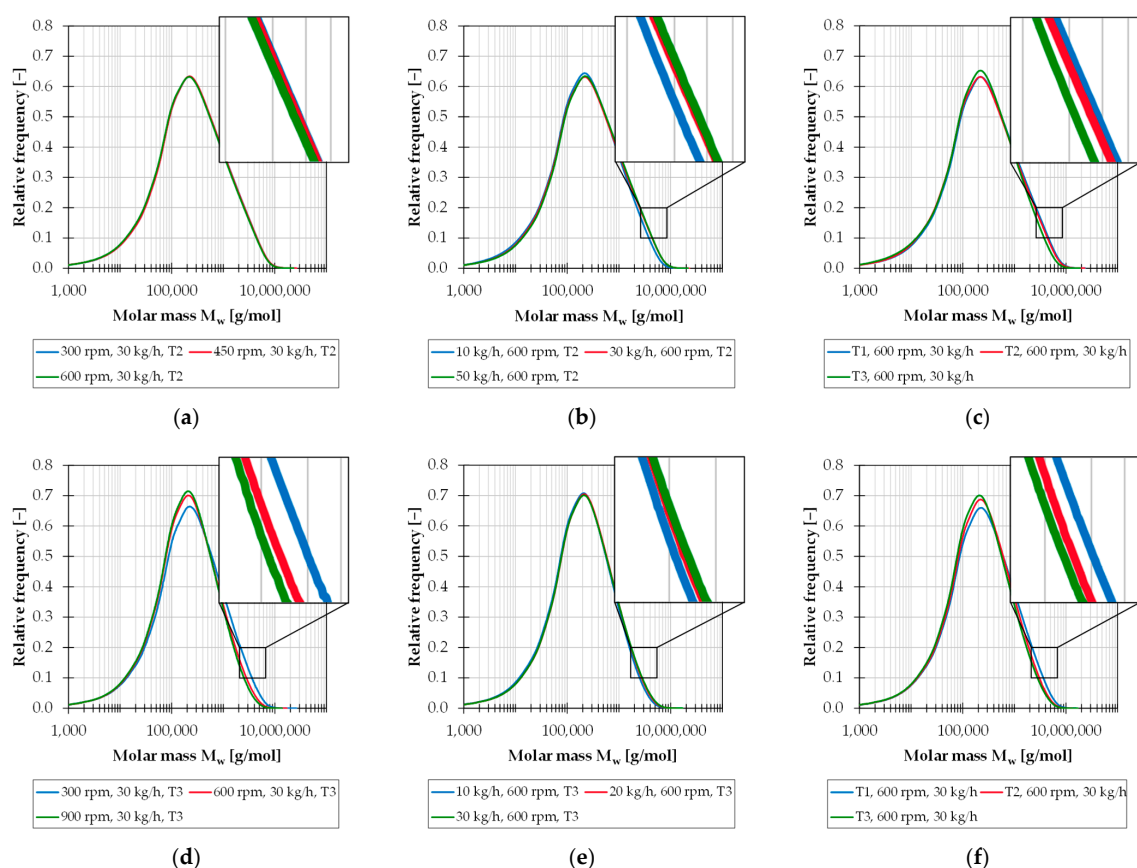 0.8 0.8 0.8
0.7 0.7 0.7
0.6 0.6 0.6
0.5 0.5 0.5
0.4 0.4 0.4
0.3 0.3 0.3
0.2 0.2 0.2
0.1 0.1 0.1
0.0 0.0 0.0
Relative frequency [–] Relative frequency [–] Relative frequency [–]
1,000 100,000 10,000,000 1,000 100,000 10,000,000 1,000 100,000 10,000,000
Molar mass Mw [g/mol] Molar mass Mw [g/mol] Molar mass Mw [g/mol]
300 rpm, 30 kg/h, T2 450 rpm, 30 kg/h, T2 10 kg/h, 600 rpm, T2 30 kg/h, 600 rpm, T2 T1, 600 rpm, 30 kg/h T2, 600 rpm, 30 kg/h
600 rpm, 30 kg/h, T2 50 kg/h, 600 rpm, T2 T3, 600 rpm, 30 kg/h
(a) (b) (c)
0.8 0.8 0.8
0.7 0.7 0.7
0.6 0.6 0.6
0.5 0.5 0.5
0.4 0.4 0.4
0.3 0.3 0.3
0.2 0.2 0.2
0.1 0.1 0.1
0.0 0.0 0.0
Relative frequency [–] Relative frequency [–] Relative frequency [–]
1,000 100,000 10,000,000 1,000 100,000 10,000,000 1,000 100,000 10,000,000
Molar mass Mw [g/mol] Molar mass Mw [g/mol] Molar mass Mw [g/mol]
300 rpm, 30 kg/h, T3 600 rpm, 30 kg/h, T3 10 kg/h, 600 rpm, T3 20 kg/h, 600 rpm, T3 T1, 600 rpm, 30 kg/h T2, 600 rpm, 30 kg/h
900 rpm, 30 kg/h, T3 30 kg/h, 600 rpm, T3 T3, 600 rpm, 30 kg/h
(d) (e) (f)